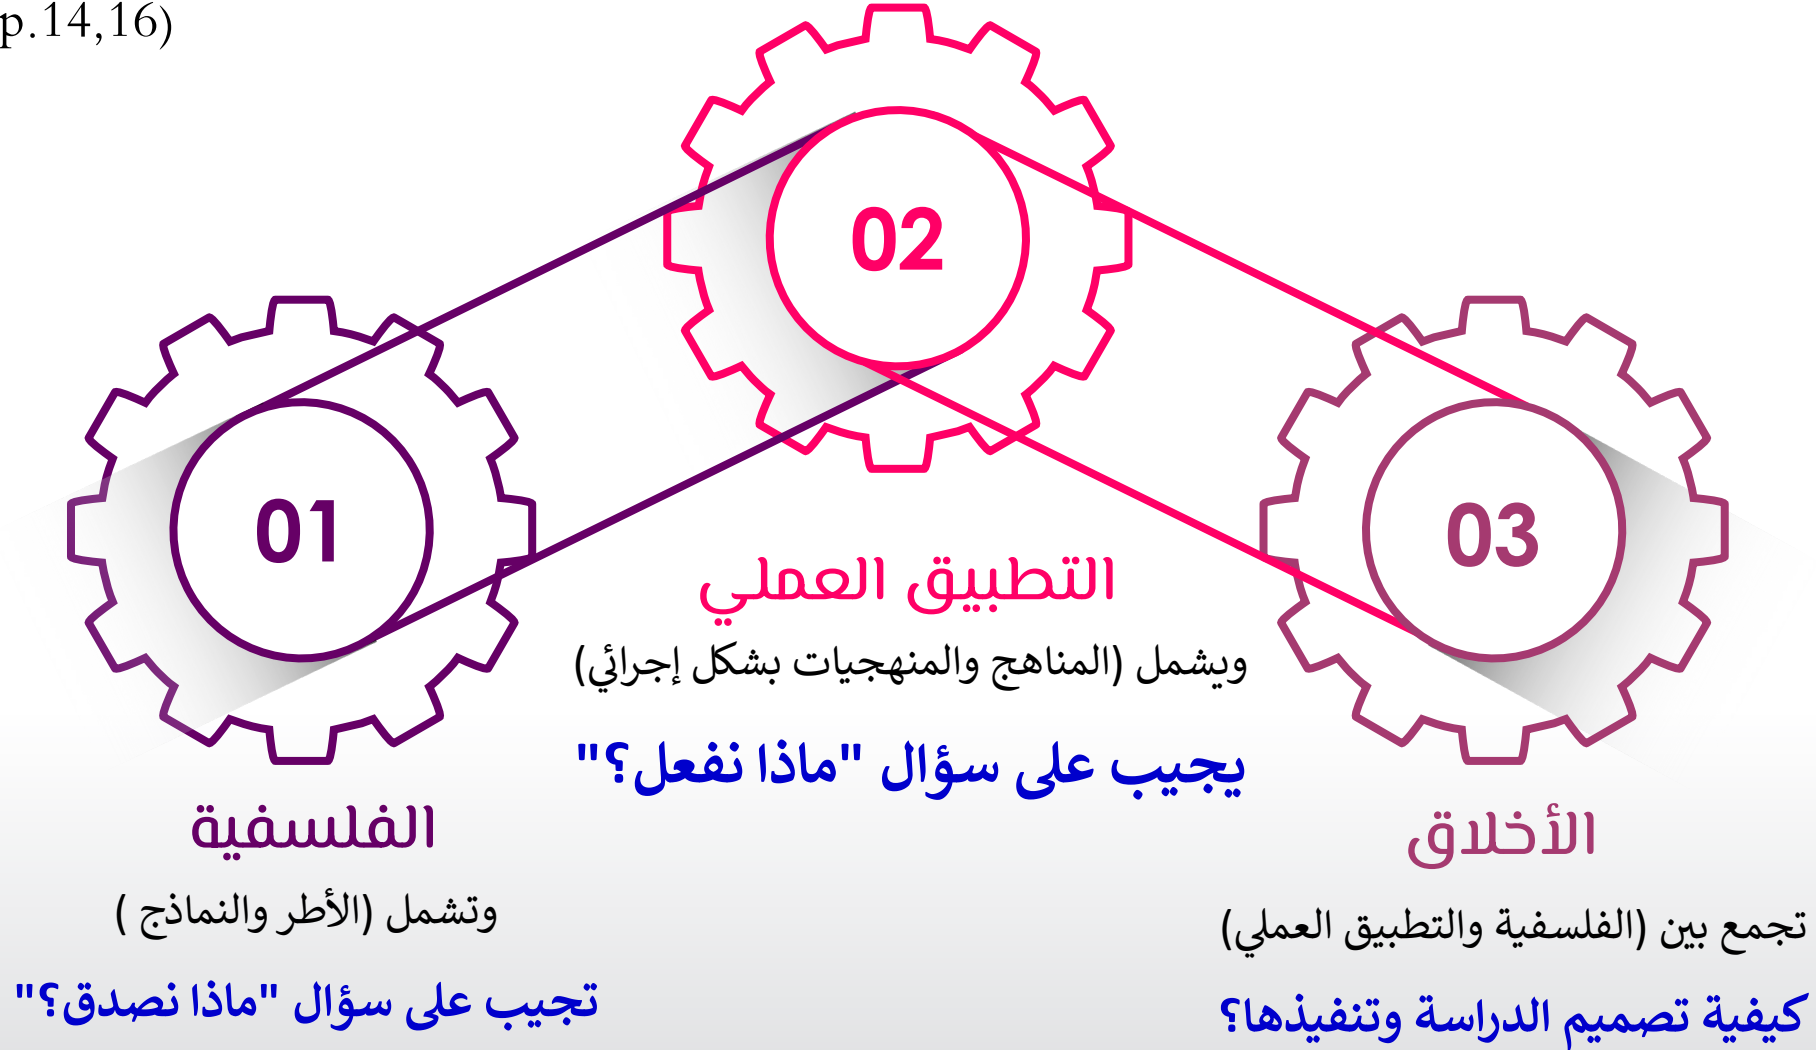 p.14,16)
01
الفلسفية
وتشمل (الأطر والنماذج )
تجيب على سؤال "ماذا نصدق؟"
02
التطبيق العملي
ويشمل (المناهج والمنهجيات بشكل إجرائي)
يجيب على سؤال "ماذا نفعل؟"
03
الأخلاق
تجمع بين (الفلسفية والتطبيق العملي)
كيفية تصميم الدراسة وتنفيذها؟